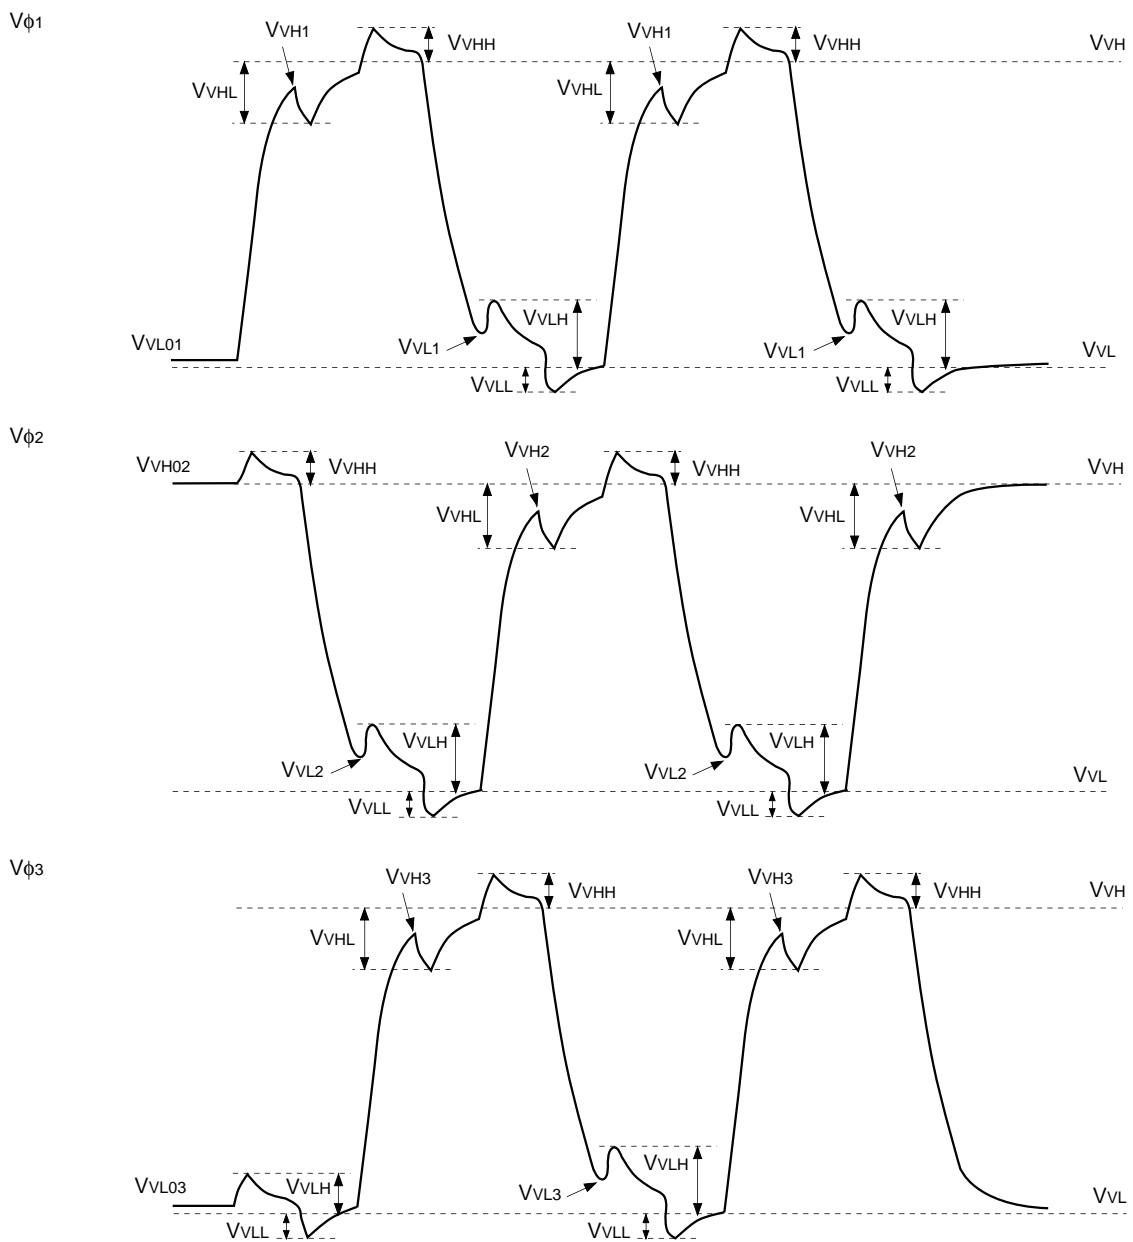 Vϕ1
VVH1 VVHH VVH1 VVHH VVH
VVHL VVHL
VVL01 VVL1 VVLH VVL1 VVLH VVL
VVLL VVLL
Vϕ2
VVH02 VVHH VVH2 VVHH VVH2 VVH
VVHL VVHL
VVL2 VVLH VVL2 VVLH VVL
VVLL VVLL
Vϕ3
VVH3 VVHH VVH3 VVHH VVH
VVHL VVHL
VVL03 VVLH VVL3 VVLH VVL
VVLL VVLL